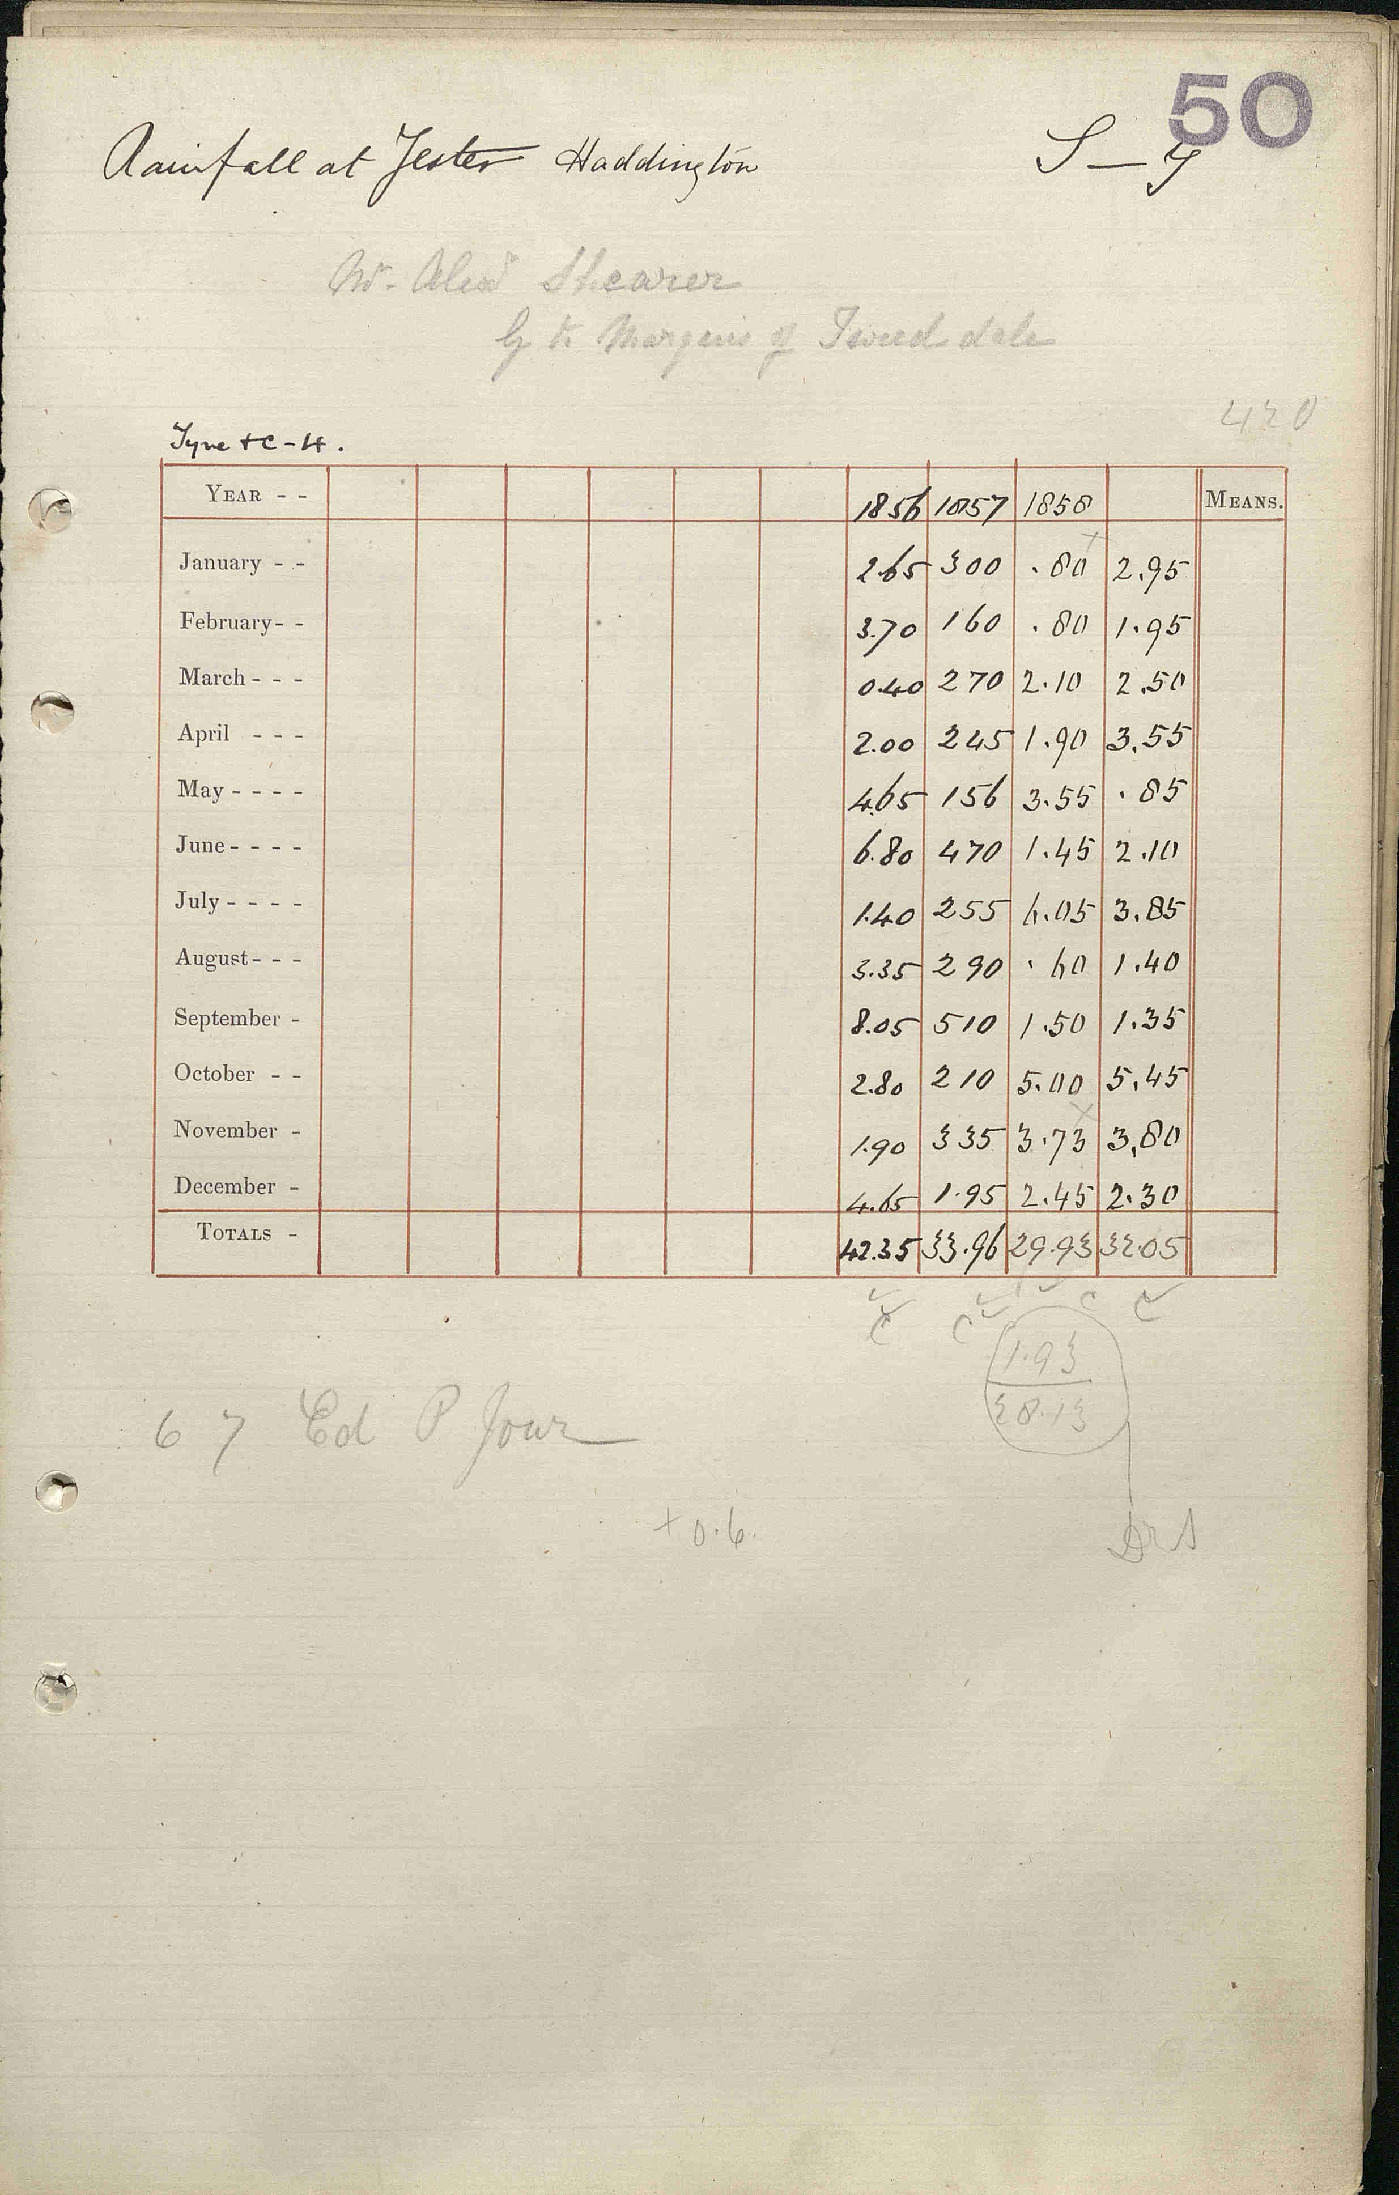 50
Rainfall at Yester Haddington S — 7
Mr. Alexr Shearer
G to Marquis of Tweeddale
420
Tyne + C - H.
YEAR - - 1856 1857 1858 MEANS.
January - - 2.65 300 .80 2.95
February - - 3.70 160 .80 1.95
March - - - 0.40 270 2.10 2.50
April - - - 2.00 245 1.90 3.55
May - - - - 4.65 156 3.55 .85
June - - - - 6.80 470 1.45 2.10
July - - - - 1.40 255 6.05 3.85
August - - - 3.35 290 .60 1.40
September - 8.05 510 1.50 1.35
October - - 2.80 210 5.00 5.45
November - 1.90 335 3.73 3.80
December - 4.65 1.95 2.45 2.30
TOTALS - 42.35 33.96 29.93 32.05
C C C C
1.93
28.13
6 7 Ed P Jour
+ 0.6.